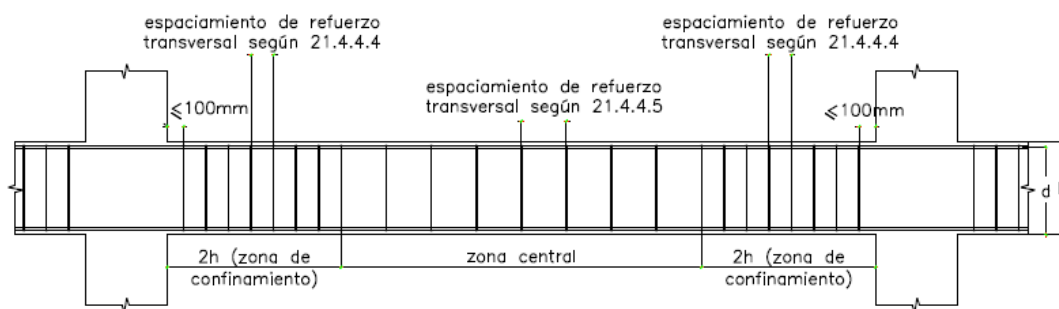 espaciamiento de refuerzo
transversal según 21.4.4.4
espaciamiento de refuerzo
transversal según 21.4.4.4
espaciamiento de refuerzo
transversal según 21.4.4.5
≤100mm
≤100mm
d
2h (zona de
confinamiento)
zona central
2h (zona de
confinamiento)